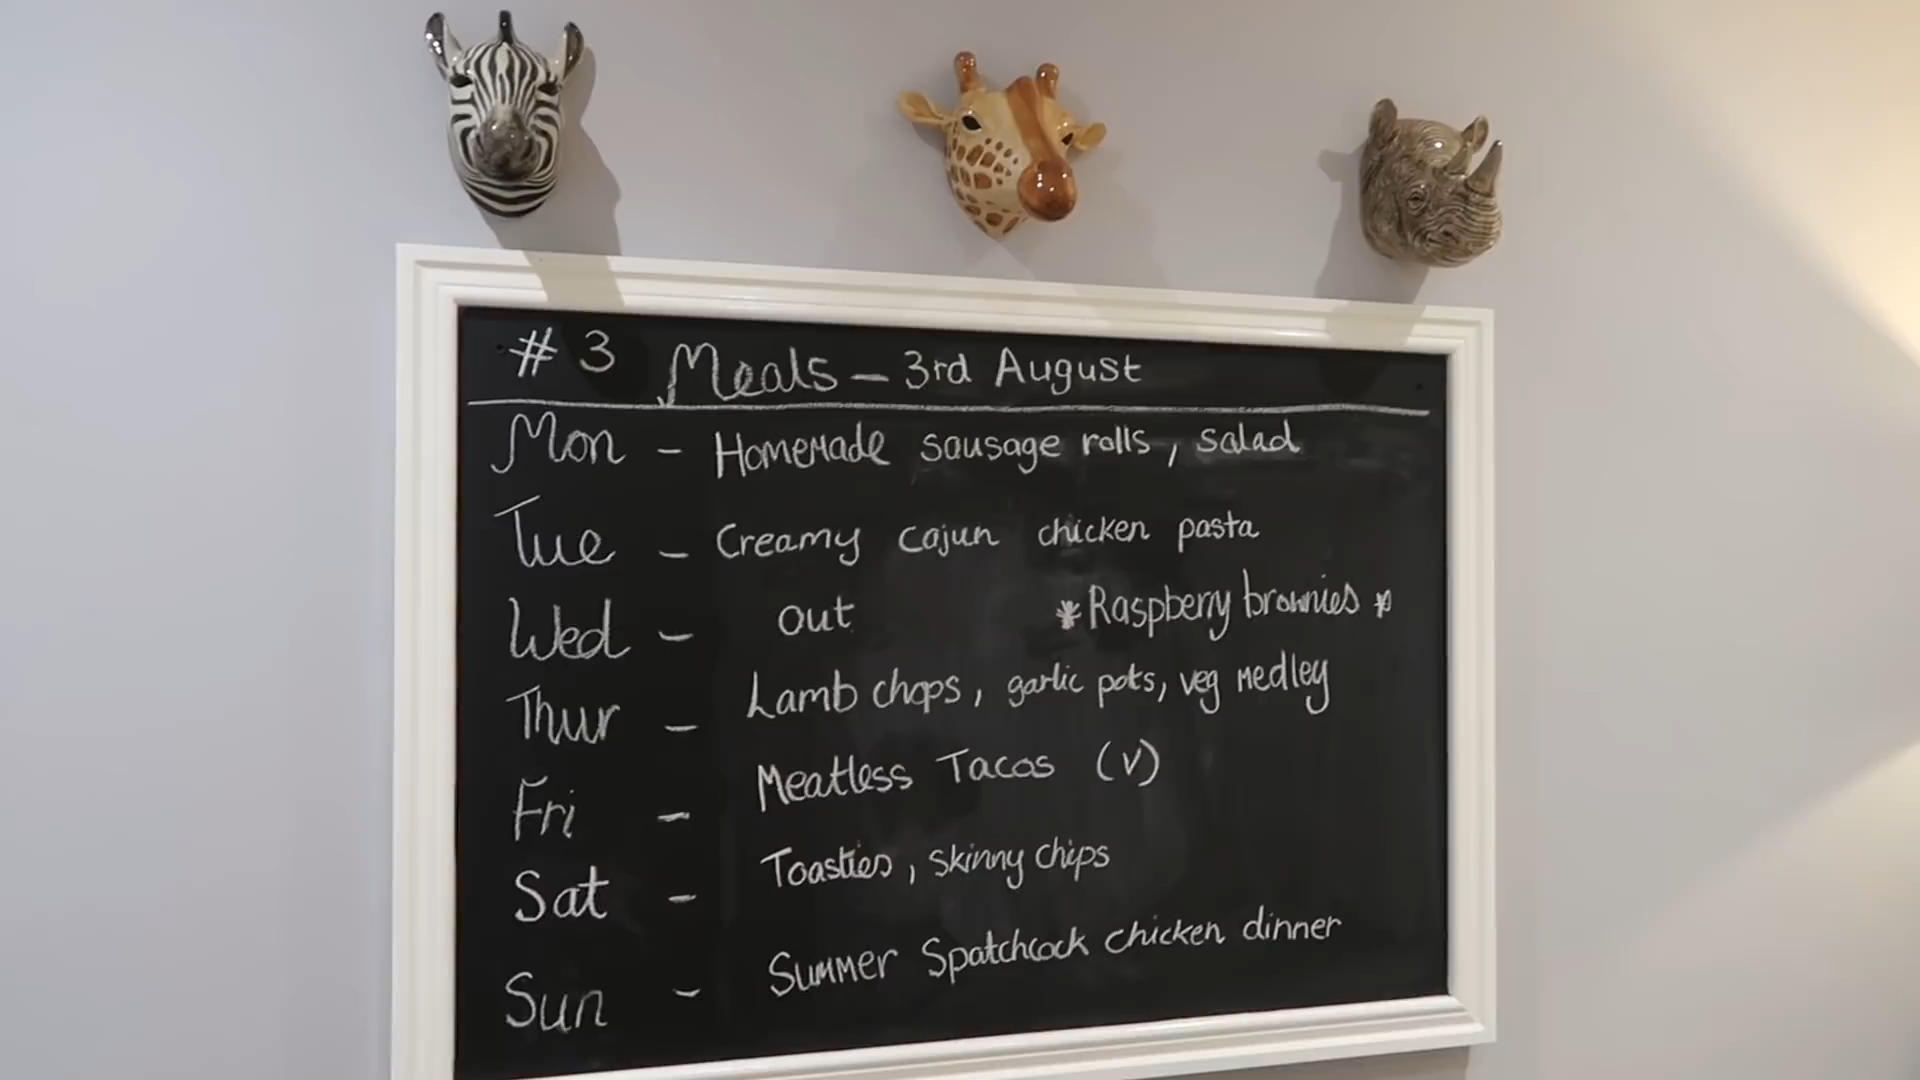 # 3 Meals – 3rd August
Mon – Homemade sausage rolls, salad
Tue – Creamy cajun chicken pasta
Wed – out *Raspberry brownies*
Thur – Lamb chops, garlic pots, veg medley
Fri – Meatless Tacos (V)
Sat – Toasties, skinny chips
Sun – Summer Spatchcock chicken dinner